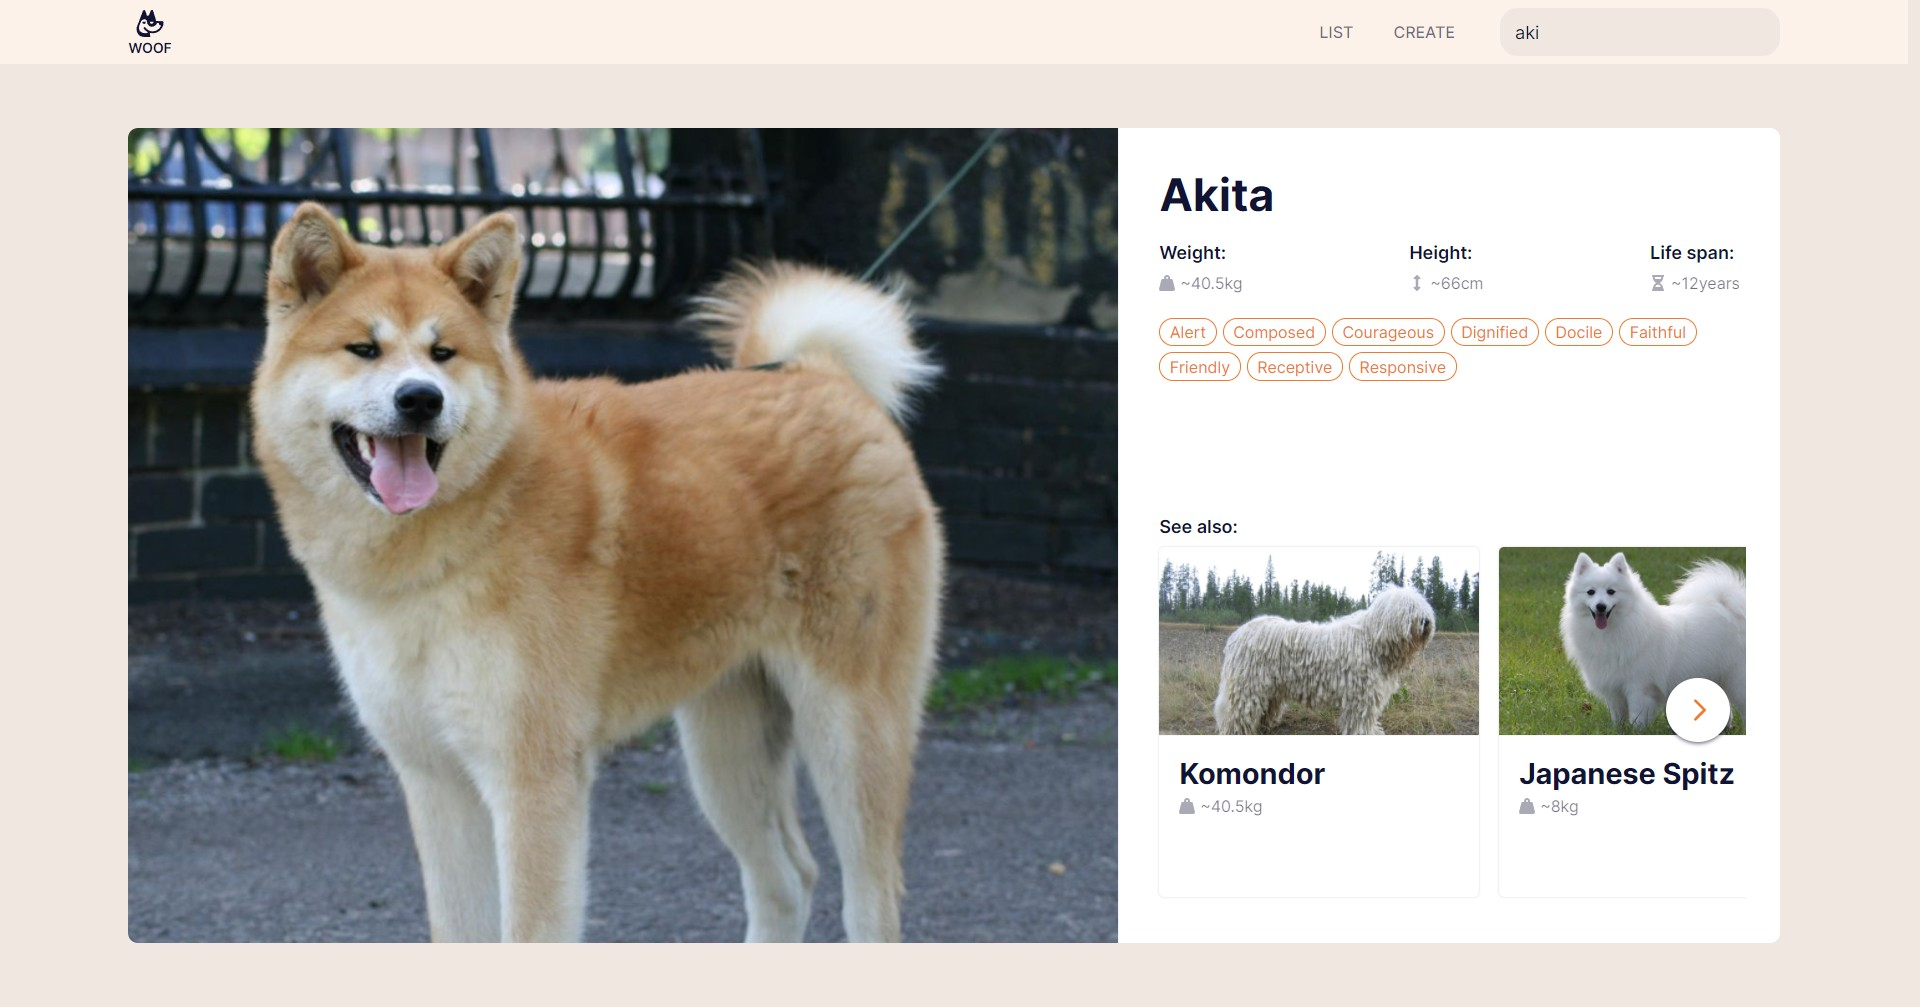 WOOF
LIST CREATE aki
Akita
Weight: Height: Life span:
~40.5kg ~66cm ~12years
Alert Composed Courageous Dignified Docile Faithful
Friendly Receptive Responsive
See also:
Komondor Japanese Spitz
~40.5kg ~8kg